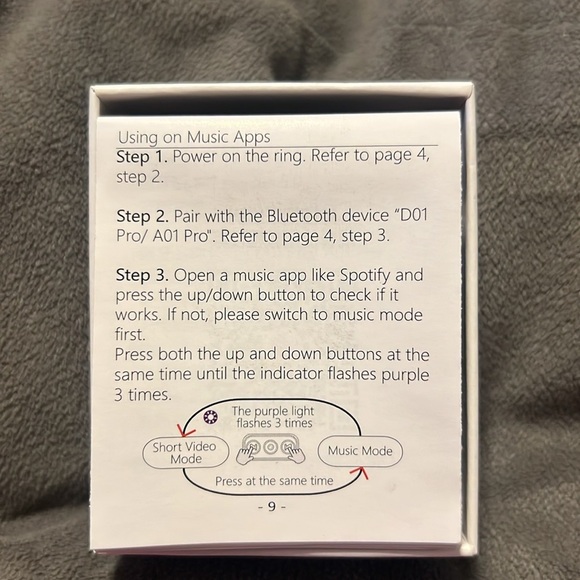 Using on Music Apps
Step 1. Power on the ring. Refer to page 4,
step 2.
Step 2. Pair with the Bluetooth device "D01
Pro/ A01 Pro". Refer to page 4, step 3.
Step 3. Open a music app like Spotify and
press the up/down button to check if it
works. If not, please switch to music mode
first.
Press both the up and down buttons at the
same time until the indicator flashes purple
3 times.
The purple light
flashes 3 times
Short Video
Mode
Music Mode
Press at the same time
- 9 -